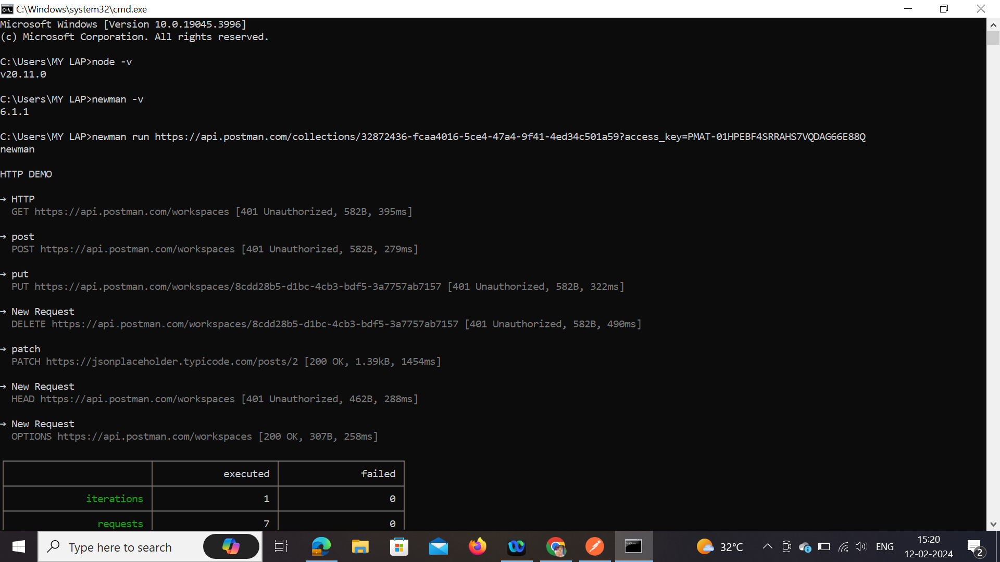 C:\Windows\system32\cmd.exe
Microsoft Windows [Version 10.0.19045.3996]
(c) Microsoft Corporation. All rights reserved.
C:\Users\MY LAP>node -v
v20.11.0
C:\Users\MY LAP>newman -v
6.1.1
C:\Users\MY LAP>newman run https://api.postman.com/collections/32872436-fcaa4016-5ce4-47a4-9f41-4ed34c501a59?access_key=PMAT-01HPEBF4SRRAHS7VQDAG66E88Q
newman
HTTP DEMO
→ HTTP
GET https://api.postman.com/workspaces [401 Unauthorized, 582B, 395ms]
→ post
POST https://api.postman.com/workspaces [401 Unauthorized, 582B, 279ms]
→ put
PUT https://api.postman.com/workspaces/8cdd28b5-d1bc-4cb3-bdf5-3a7757ab7157 [401 Unauthorized, 582B, 322ms]
→ New Request
DELETE https://api.postman.com/workspaces/8cdd28b5-d1bc-4cb3-bdf5-3a7757ab7157 [401 Unauthorized, 582B, 490ms]
→ patch
PATCH https://jsonplaceholder.typicode.com/posts/2 [200 OK, 1.39kB, 1454ms]
→ New Request
HEAD https://api.postman.com/workspaces [401 Unauthorized, 462B, 288ms]
→ New Request
OPTIONS https://api.postman.com/workspaces [200 OK, 307B, 258ms]
executed failed
iterations 1 0
requests 7 0
Type here to search
32°C
ENG
15:20
12-02-2024
2